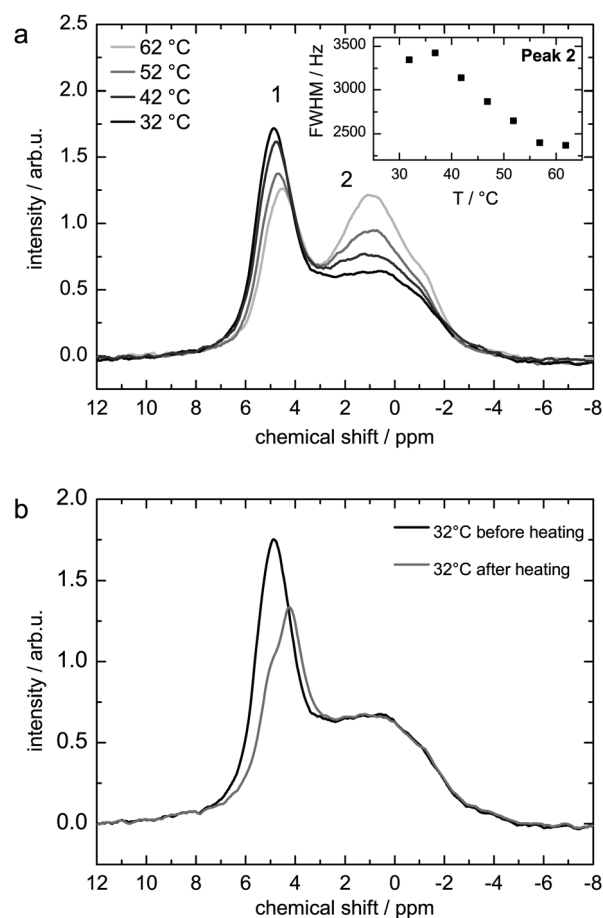 a
62 °C
52 °C
42 °C
32 °C
1
2
Peak 2
FWHM / Hz
3500
3000
2500
30 40 50 60
T / °C
intensity / arb.u.
2.5
2.0
1.5
1.0
0.5
0.0
12 10 8 6 4 2 0 -2 -4 -6 -8
chemical shift / ppm
b
32°C before heating
32°C after heating
intensity / arb.u.
2.0
1.5
1.0
0.5
0.0
12 10 8 6 4 2 0 -2 -4 -6 -8
chemical shift / ppm